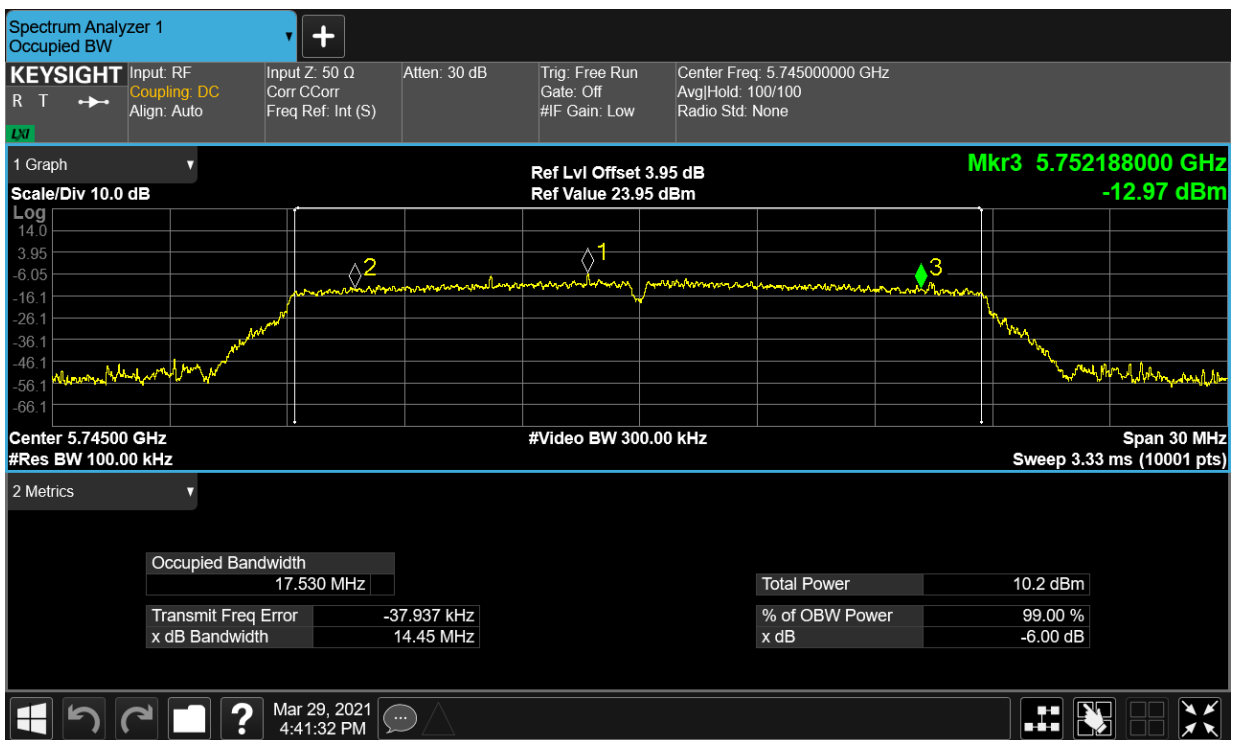 Spectrum Analyzer 1
Occupied BW
KEYSIGHT
R T
LXI
Input: RF
Coupling: DC
Align: Auto
Input Z: 50 Ω
Corr CCorr
Freq Ref: Int (S)
Atten: 30 dB
Trig: Free Run
Gate: Off
#IF Gain: Low
Center Freq: 5.745000000 GHz
Avg|Hold: 100/100
Radio Std: None
1 Graph
Scale/Div 10.0 dB
Ref Lvl Offset 3.95 dB
Ref Value 23.95 dBm
Mkr3 5.752188000 GHz
-12.97 dBm
Log
14.0
3.95
-6.05
-16.1
-26.1
-36.1
-46.1
-56.1
-66.1
2
1
3
Center 5.74500 GHz
#Video BW 300.00 kHz
Span 30 MHz
#Res BW 100.00 kHz
Sweep 3.33 ms (10001 pts)
2 Metrics
Occupied Bandwidth
17.530 MHz
Total Power 10.2 dBm
Transmit Freq Error -37.937 kHz
% of OBW Power 99.00 %
x dB Bandwidth 14.45 MHz
x dB -6.00 dB
?
Mar 29, 2021
4:41:32 PM